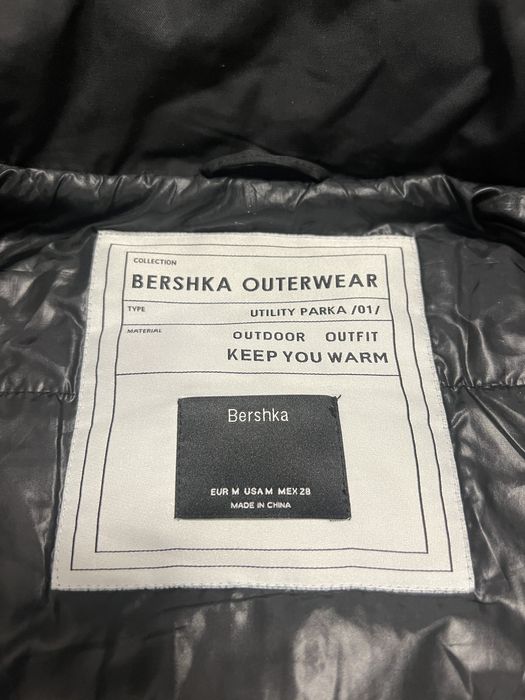 COLLECTION
BERSHKA OUTERWEAR
TYPE
UTILITY PARKA /01/
MATERIAL
OUTDOOR OUTFIT
KEEP YOU WARM
Bershka
EUR M USA M MEX 28
MADE IN CHINA